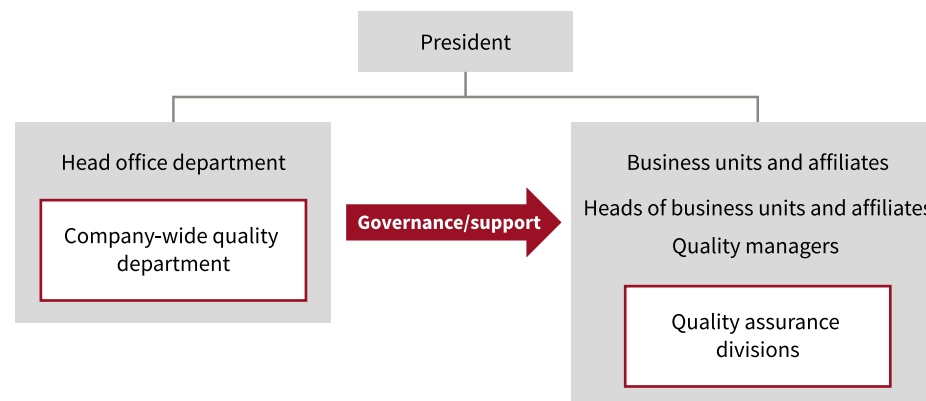 President
Head office department
Company-wide quality
department
Governance/support
Business units and affiliates
Heads of business units and affiliates
Quality managers
Quality assurance
divisions